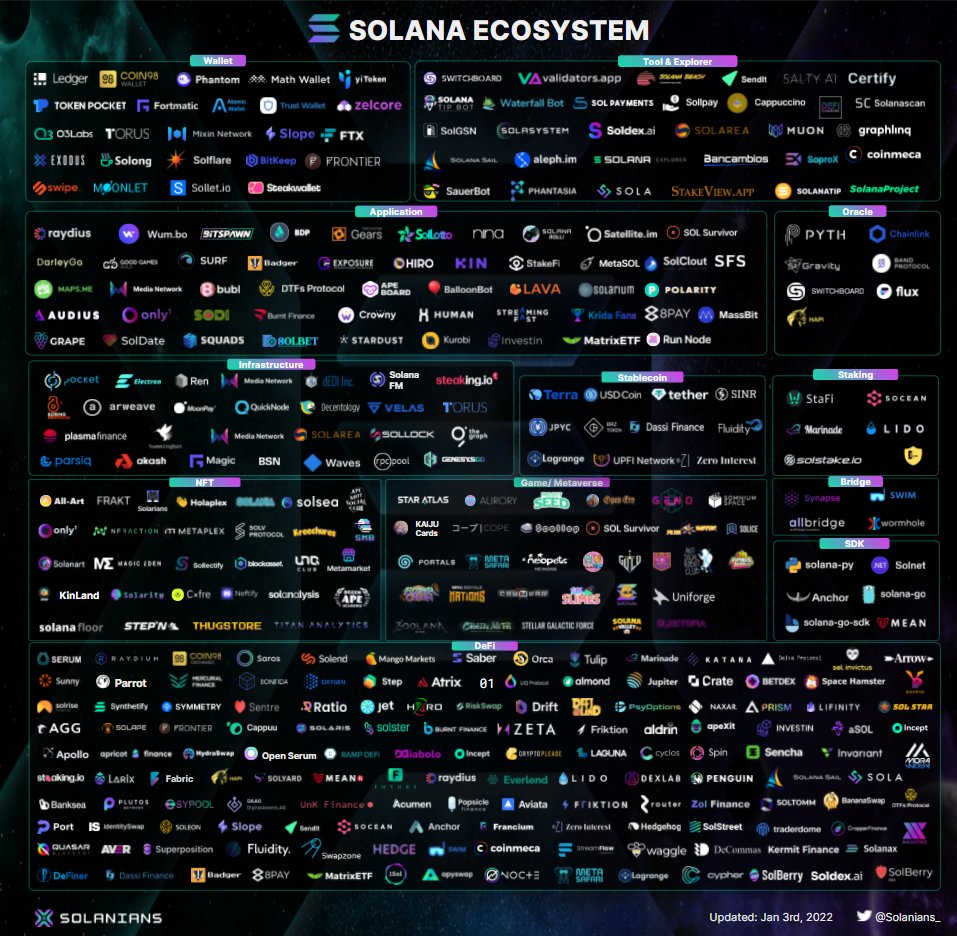 SOLANA ECOSYSTEM
Wallet
Ledger COIN98 WALLET Phantom Math Wallet yiToken
TOKEN POCKET Fortmatic Atomic Wallet Trust Wallet zelcore
O3Labs TORUS Mixin Network Slope FTX
EXODUS Solong Solflare BitKeep FRONTIER
swipe MOONLET Sollet.io Steakwallet
Tool & Explorer
SWITCHBOARD validators.app SOLANA BEACH SendIt SALTY.AI Certify
SOLANA TIP BOT Waterfall Bot SOL PAYMENTS Sollpay Cappuccino Solanascan
SolGSN SOLASYSTEM Soldex.ai SOLAREA MUON graphlinq
SOLANA SAIL aleph.im SOLANA EXPLORER Bancambios SoproX coinmeca
SauerBot PHANTASIA SOLA STAKEVIEW.APP SOLANATIP SolanaProject
Application
raydius Wum.bo BITSPAWN BDP Gears SolLotto nina SOLANA ROLL! Satellite.im SOL Survivor
DarleyGo GOOD GAMES SURF Badger EXPOSURE HIRO KIN StakeFi MetaSOL SolClout SFS
MAPS.ME Media Network bubl DTFs Protocol APE BOARD BalloonBot LAVA SOLARIUM POLARITY
AUDIUS only1 SODI Burnt Finance Crowny HUMAN STREAMING FAST Krida Fans 8PAY MassBit
GRAPE SolDate SQUADS SOLBET STARDUST Kurobi Investin MatrixETF Run Node
Oracle
PYTH Chainlink
Gravity BAND PROTOCOL
SWITCHBOARD flux
HAPI
Infrastructure
pocket Electron Ren Media Network dEDI Inc. Solana FM steaking.io
arweave MoonPay QuickNode Decentology VELAS TORUS
plasmafinance hummingbot Media Network SOLAREA SOLLOCK the graph
parsiq akash Magic BSN Waves rpcpool GENESYSGO
Stablecoin
Terra USD Coin tether SINR
JPYC BRZ TOKEN Dassi Finance Fluidity
Lagrange UPFI Network Zero Interest
Staking
StaFi SOCEAN
Marinade LIDO
solstake.io
NFT
All-Art FRAKT Solarians Holaplex SOLANA solsea APE SHIT SOCIAL CLUB
only1 NFRACTION METAPLEX SOLV PROTOCOL Kreechures SMB
Solanart MAGIC EDEN Sollectify blockasset. UNQ CLUB Metamarket
KinLand Solarity Cxfre Neftify solanalysis DEGEN APE ACADEMY
solana floor STEP'N THUGSTORE TITAN ANALYTICS
Game/ Metaverse
STAR ATLAS AURORY SEED GENO SOMNIUM SPACE
KAIJU Cards コープ COPE SolSlop SOL Survivor SOLICE
PORTALS META SAFARI Neopets METAVERSE
NATIONS SLIMES Uniforge
ZOOLANA STELLAR GALACTIC FORCE SOLANA VALLEY
Bridge
Synapse SWIM
allbridge wormhole
SDK
solana-py Solnet
Anchor solana-go
solana-go-sdk MEAN
DeFi
SERUM RAYDIUM COIN98 EXCHANGE Saros Solend Mango Markets Saber Orca Tulip Marinade KATANA Delta Protocol sol invictus Arrow
Sunny Parrot MERCURIAL FINANCE BONFIDA OXYGEN Step Atrix 01 LIQ Protocol almond Jupiter Crate BETDEX Space Hamster
solrise Synthetify SYMMETRY Sentre Ratio jet HYDRO RiskSwap Drift DEFI LAND PsyOptions NAXAR. PRISM LIFINITY SOL STAR
AGG SOLAPE FRONTIER Cappuu SOLARIS solster BURNT FINANCE ZETA Friktion aldrin apeXit INVESTIN aSOL Incept
Apollo apricot finance HydraSwap Open Serum RAMP DEFI Diabolo Incept CRYPTOPLEASE LAGUNA cyclos Spin Sencha Invariant
steaking.io LARIX Fabric HAPI SOLYARD MEAN FUTURE raydius Everlend LIDO DEXLAB PENGUIN SOLANA SAIL SOLA
Banksea PLUTOS SYPOOL UnK Finance Acumen Popsicle finance Aviata FRIKTION router Zol Finance SOLTOMM BananaSwap DTFs Protocol
Port IdentitySwap SOLEON Slope SendIt SOCEAN Anchor Francium Zero Interest Hedgehog SolStreet traderdome CropperFinance
QUASAR AVER Superposition Fluidity. Swapzone HEDGE SWIM coinmeca StreamFlow waggle DeCommas Kermit Finance Solanax
DeFiner Dassi Finance Badger 8PAY MatrixETF 1Sol apyswap NOCTE META SAFARI Lagrange cypher SolBerry Soldex.ai SolBerry
SOLANIANS Updated: Jan 3rd, 2022 @Solanians_